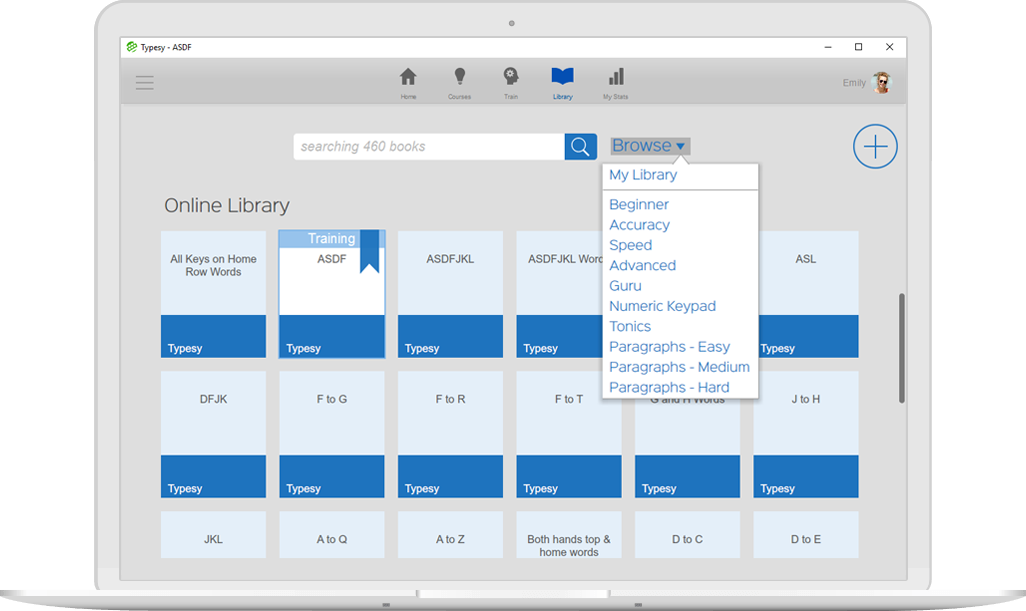 Typesy - ASDF
Home
Courses
Train
Library
My Stats
Emily
searching 460 books
Browse
My Library
Beginner
Accuracy
Speed
Advanced
Guru
Numeric Keypad
Tonics
Paragraphs - Easy
Paragraphs - Medium
Paragraphs - Hard
Online Library
All Keys on Home
Row Words
Typesy
Training
ASDF
Typesy
ASDFJKL
Typesy
ASDFJKL Word
Typesy
ASL
Typesy
DFJK
Typesy
F to G
Typesy
F to R
Typesy
F to T
Typesy
G and H Words
Typesy
J to H
Typesy
JKL
A to Q
A to Z
Both hands top &
home words
D to C
D to E